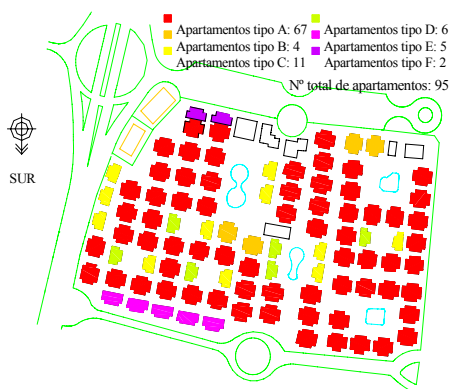 Apartamentos tipo A: 67
Apartamentos tipo B: 4
Apartamentos tipo C: 11
Apartamentos tipo D: 6
Apartamentos tipo E: 5
Apartamentos tipo F: 2
Nº total de apartamentos: 95
SUR